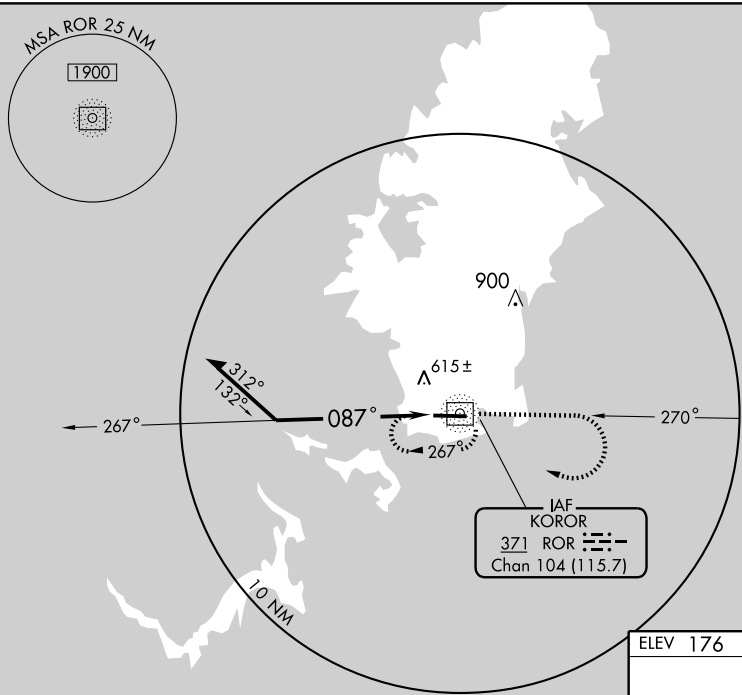 MSA ROR 25 NM
1900
900
615±
312°
132°
267°
087°
270°
267°
IAF
KOROR
371 ROR
Chan 104 (115.7)
10 NM
ELEV 176